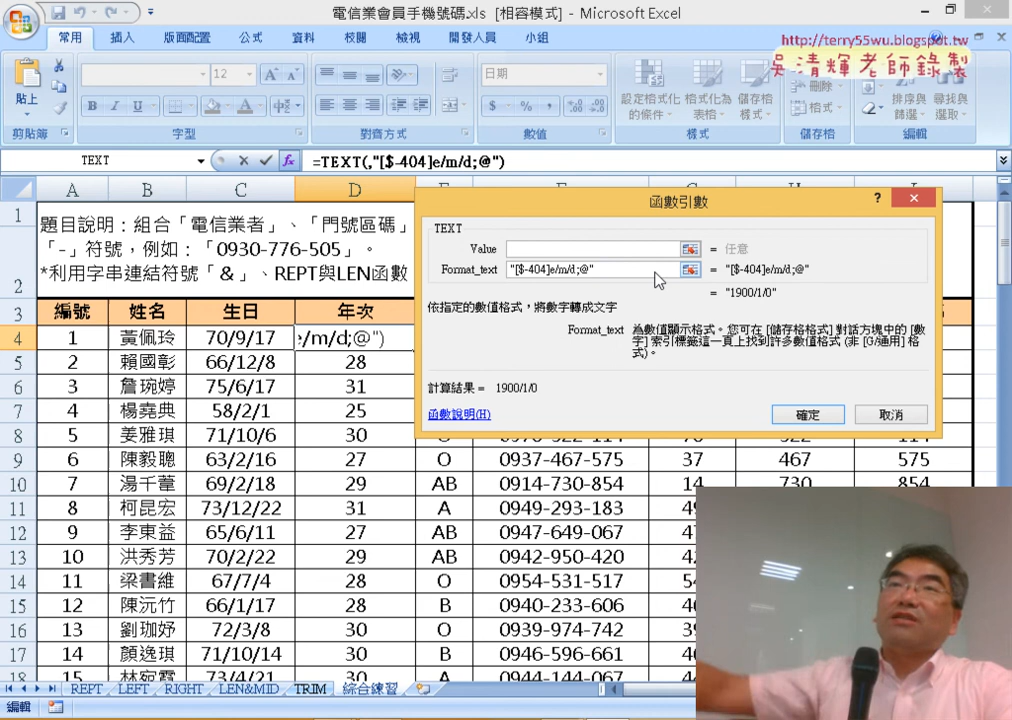 電信業會員手機號碼.xls [相容模式] - Microsoft Excel
常用 插入 版面配置 公式 資料 校閱 檢視 開發人員 小組
http://terry55wu.blogspot.tw
吳清輝老師錄製
貼上
12
日期
設定格式化的條件 格式化為表格 儲存格樣式
刪除
格式
排序與篩選 尋找與選取
剪貼簿 字型 對齊方式 數值 樣式 儲存格 編輯
TEXT =TEXT(,"[$-404]e/m/d;@")
A B C D
題目說明：組合「電信業者」、「門號區碼」
「-」符號，例如：「0930-776-505」。
*利用字串連結符號「&」、REPT與LEN函數
函數引數
TEXT
Value = 任意
Format_text "[$-404]e/m/d;@" = "[$-404]e/m/d;@"
= "1900/1/0"
依指定的數值格式，將數字轉成文字
Format_text 為數值顯示格式。您可在 [儲存格格式] 對話方塊中的 [數
字] 索引標籤這一頁上找到許多數值格式 (非 [G/通用] 格
式)。
計算結果 = 1900/1/0
函數說明(H) 確定 取消
3 編號 姓名 生日 年次
4 1 黃佩玲 70/9/17 e/m/d;@")
5 2 賴國彰 66/12/8 28
6 3 詹琬婷 75/6/17 31
7 4 楊堯典 58/2/1 25
8 5 姜雅琪 71/10/6 30
9 6 陳毅聰 63/2/16 27 O 0937-467-575 37 467 575
10 7 湯千葦 69/2/18 29 AB 0914-730-854 14 730 854
11 8 柯昆宏 73/12/22 31 A 0949-293-183
12 9 李東益 65/6/11 27 AB 0947-649-067
13 10 洪秀芳 70/2/22 29 AB 0942-950-420
14 11 梁書維 67/7/4 28 O 0954-531-517
15 12 陳沅竹 66/1/17 28 B 0940-233-606
16 13 劉珈妤 72/3/8 30 O 0939-974-742
17 14 顏逸琪 71/10/14 30 B 0946-596-661
REPT LEFT RIGHT LEN&MID TRIM 綜合練習
編輯